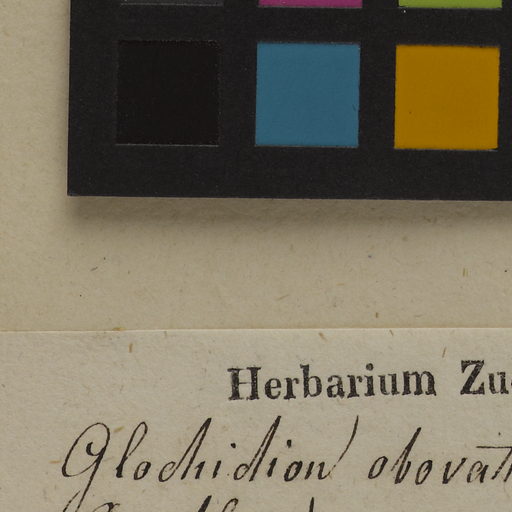 Herbarium Zu
Glochidion obovat